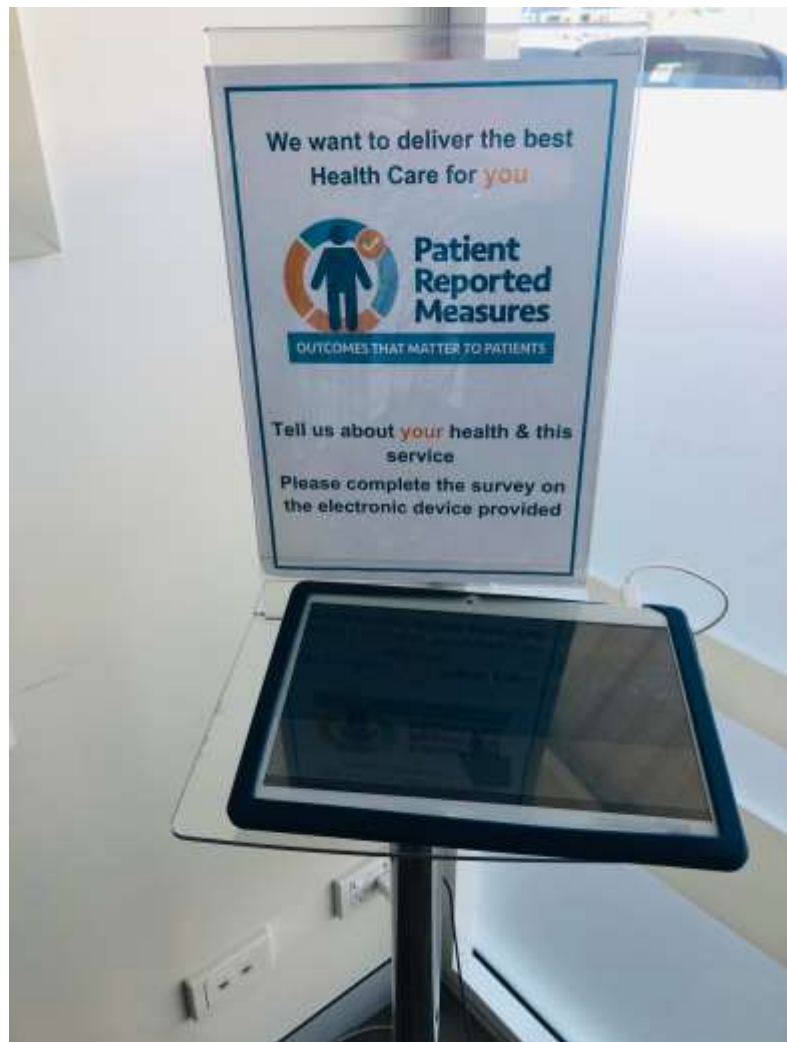 We want to deliver the best
Health Care for you
Patient
Reported
Measures
OUTCOMES THAT MATTER TO PATIENTS
Tell us about your health & this
service
Please complete the survey on
the electronic device provided